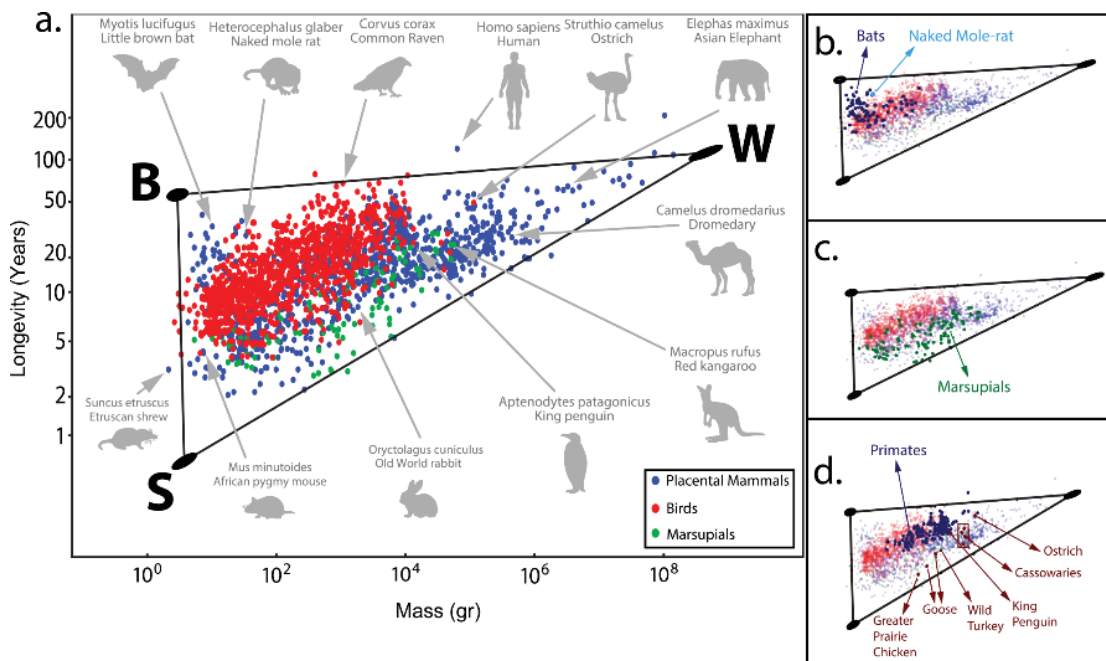 a.
Myotis lucifugus
Little brown bat
Heterocephalus glaber
Naked mole rat
Corvus corax
Common Raven
Homo sapiens
Human
Struthio camelus
Ostrich
Elephas maximus
Asian Elephant
200
100
50
20
10
5
2
1
Longevity (Years)
B
W
S
Camelus dromedarius
Dromedary
Macropus rufus
Red kangaroo
Aptenodytes patagonicus
King penguin
Suncus etruscus
Etruscan shrew
Mus minutoides
African pygmy mouse
Oryctolagus cuniculus
Old World rabbit
Placental Mammals
Birds
Marsupials
10^0
10^2
10^4
10^6
10^8
Mass (gr)
b.
Bats
Naked Mole-rat
c.
Marsupials
d.
Primates
Ostrich
Cassowaries
King
Penguin
Wild
Turkey
Goose
Greater
Prairie
Chicken